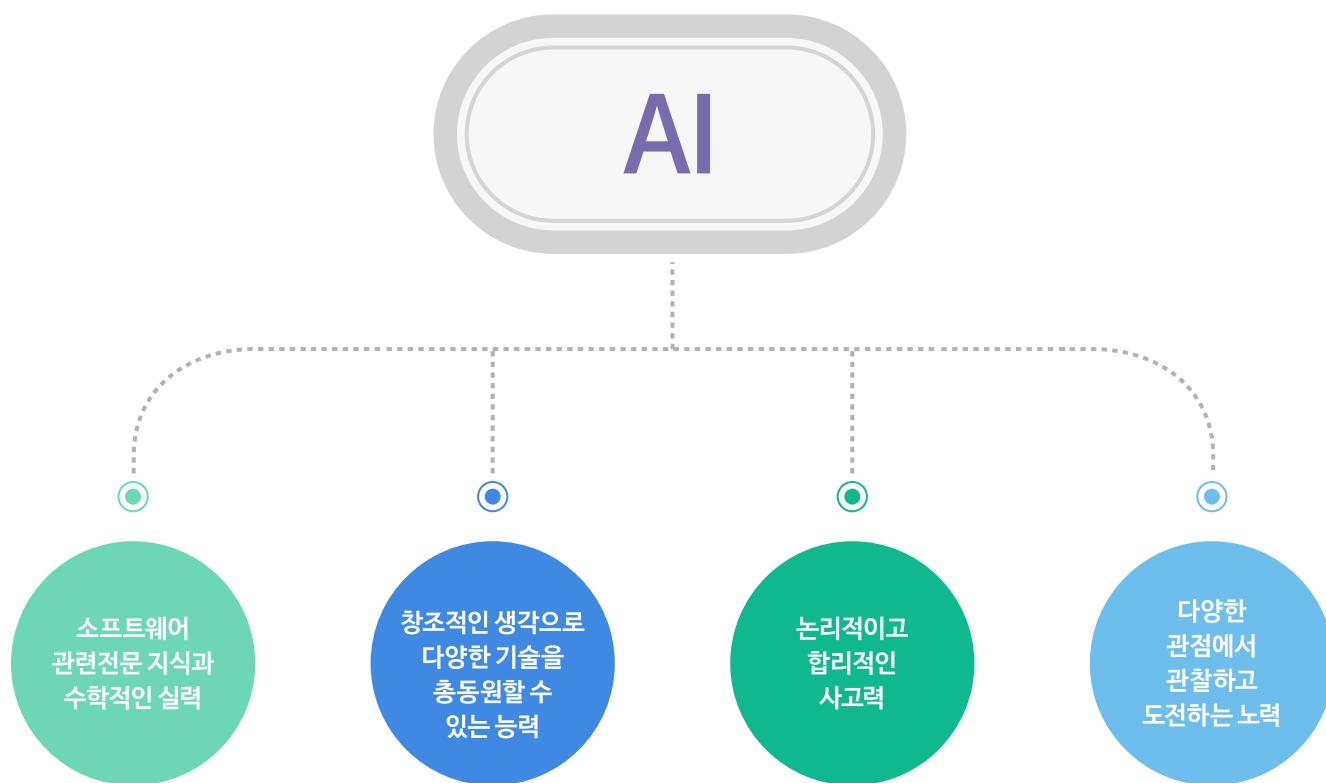 AI
소프트웨어
관련전문 지식과
수학적인 실력
창조적인 생각으로
다양한 기술을
총동원할 수
있는 능력
논리적이고
합리적인
사고력
다양한
관점에서
관찰하고
도전하는 노력